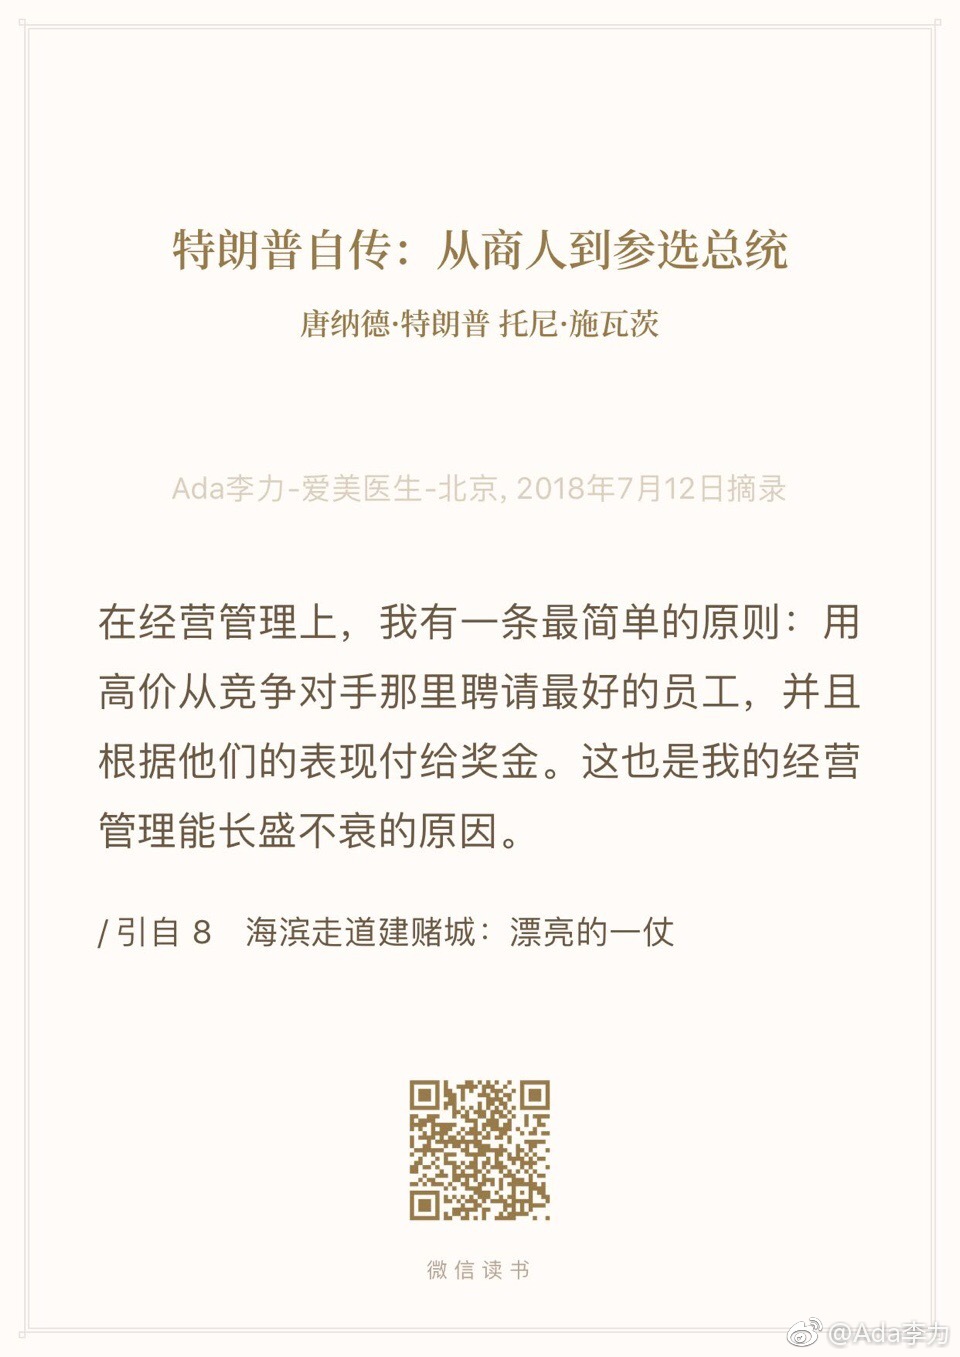 特朗普自传：从商人到参选总统
唐纳德·特朗普 托尼·施瓦茨
Ada李力-爱美医生-北京, 2018年7月12日摘录
在经营管理上，我有一条最简单的原则：用
高价从竞争对手那里聘请最好的员工，并且
根据他们的表现付给奖金。这也是我的经营
管理能长盛不衰的原因。
/ 引自 8　海滨走道建赌城：漂亮的一仗
微信读书
@Ada李力